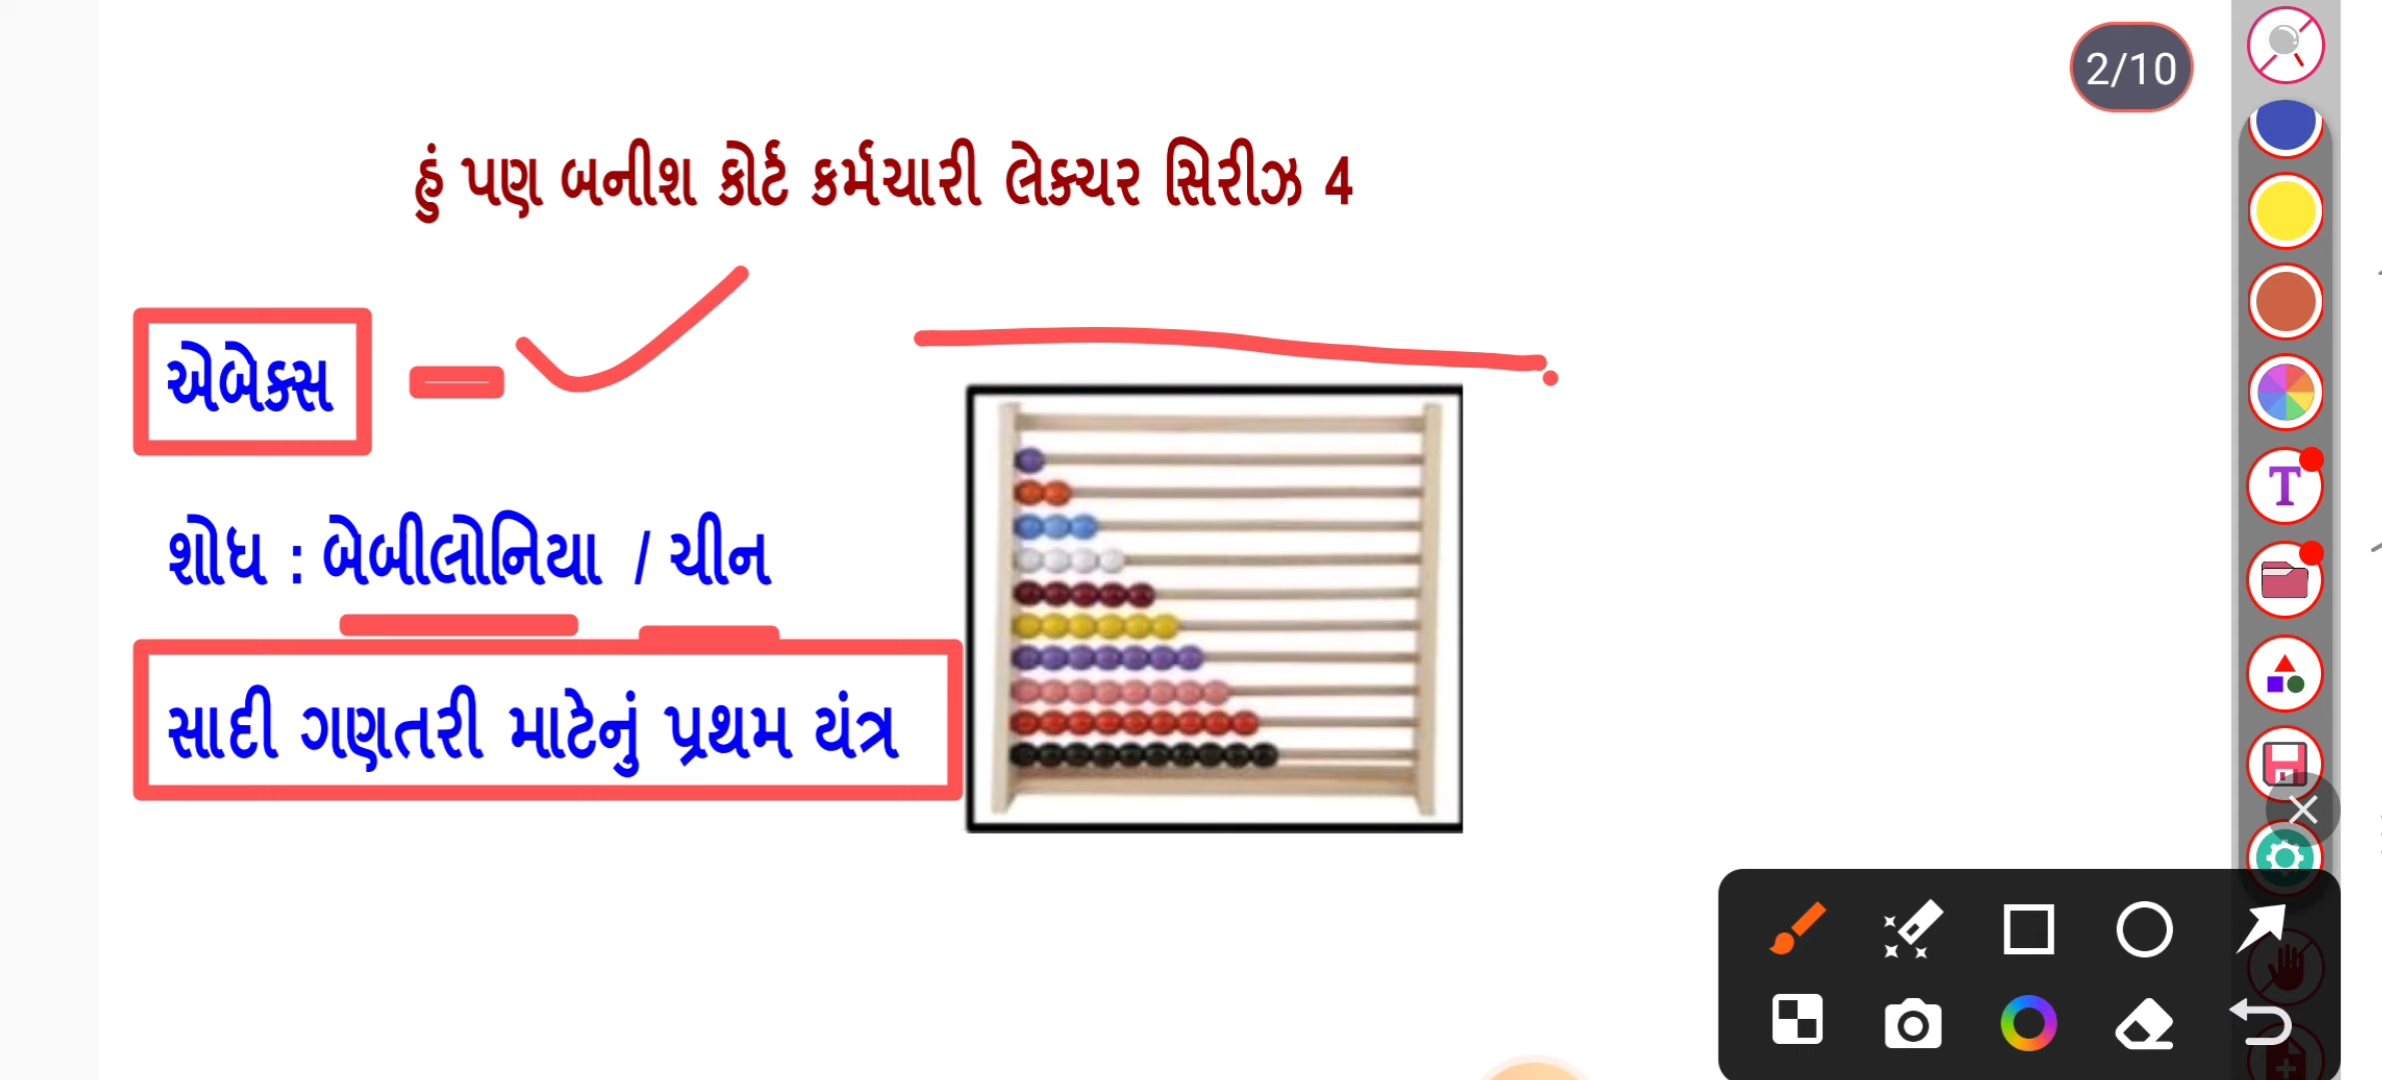 2/10
હું પણ બનીશ કોર્ટ કર્મચારી લેક્ચર સિરીઝ 4
એબેક્સ
શોધ : બેબીલોનિયા / ચીન
સાદી ગણતરી માટેનું પ્રથમ યંત્ર
T